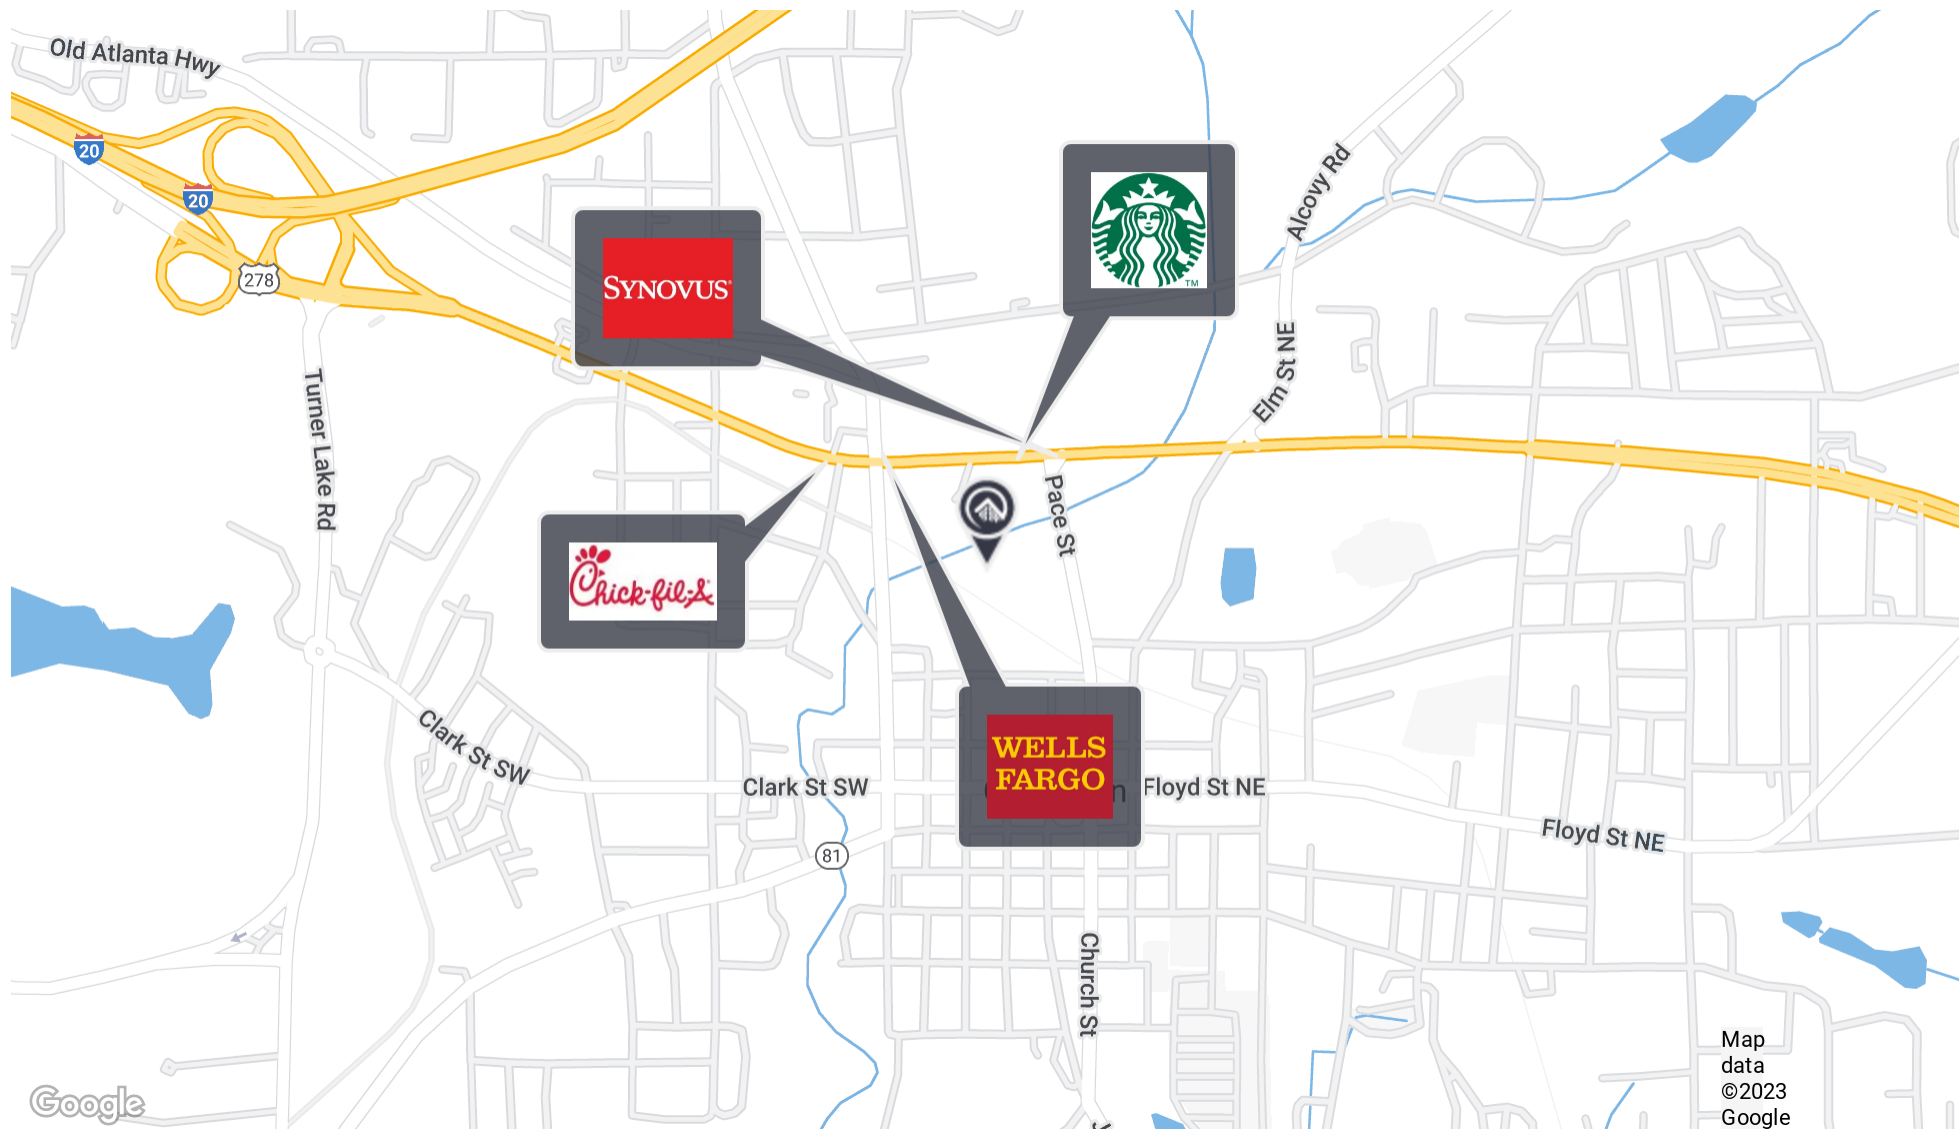 Old Atlanta Hwy
20
20
278
SYNOVUS
TM
Alcovy Rd
Elm St NE
Turner Lake Rd
Pace St
Chick-fil-A
Clark St SW
Clark St SW
WELLS
FARGO
n
Floyd St NE
Floyd St NE
81
Church St
Google
Map
data
©2023
Google